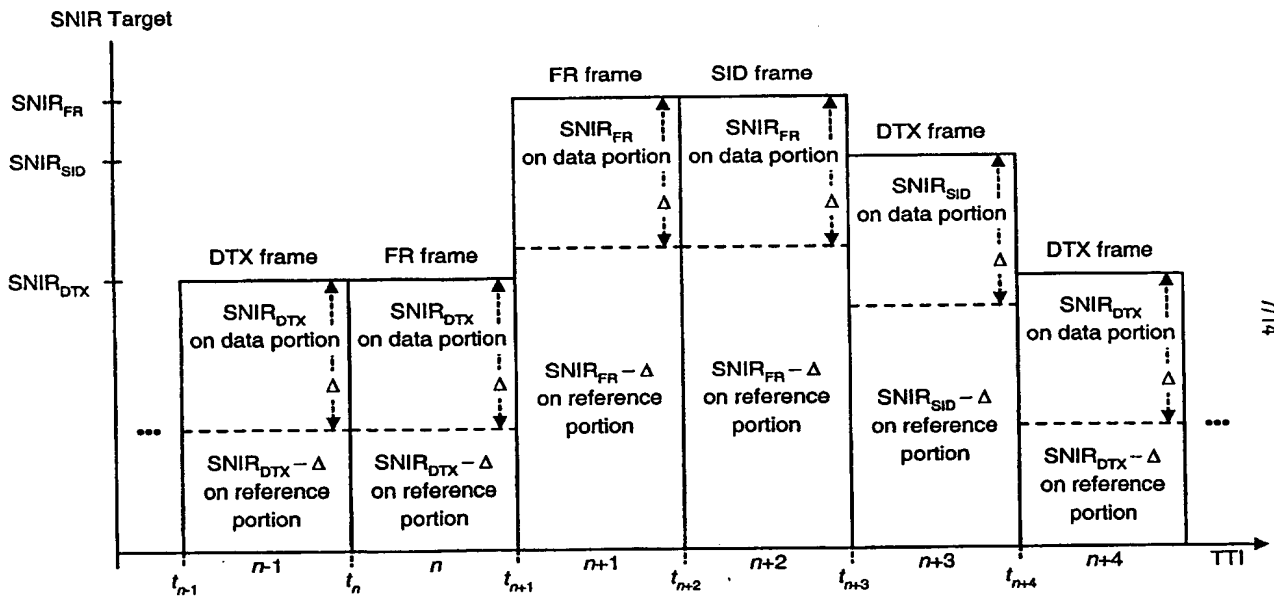 SNIR Target
SNIR_FR
SNIR_SID
SNIR_DTX
DTX frame
SNIR_DTX
on data portion
Δ
SNIR_DTX – Δ
on reference
portion
FR frame
SNIR_DTX
on data portion
Δ
SNIR_DTX – Δ
on reference
portion
FR frame
SNIR_FR
on data portion
Δ
SNIR_FR – Δ
on reference
portion
SID frame
SNIR_FR
on data portion
Δ
SNIR_FR – Δ
on reference
portion
DTX frame
SNIR_SID
on data portion
Δ
SNIR_SID – Δ
on reference
portion
DTX frame
SNIR_DTX
on data portion
Δ
SNIR_DTX – Δ
on reference
portion
...
...
t_n-1 n-1 t_n n t_n+1 n+1 t_n+2 n+2 t_n+3 n+3 t_n+4 n+4 TTI
7/14